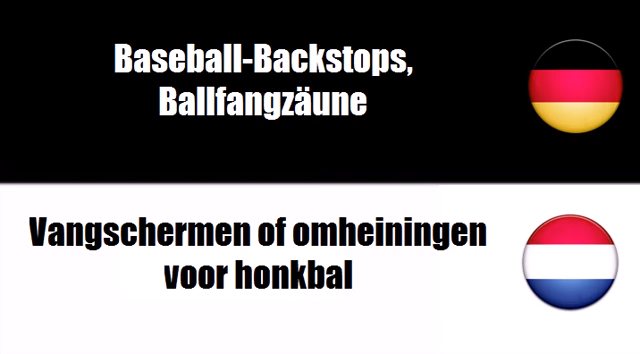 Baseball-Backstops,
Ballfangzäune
Vangschermen of omheiningen
voor honkbal